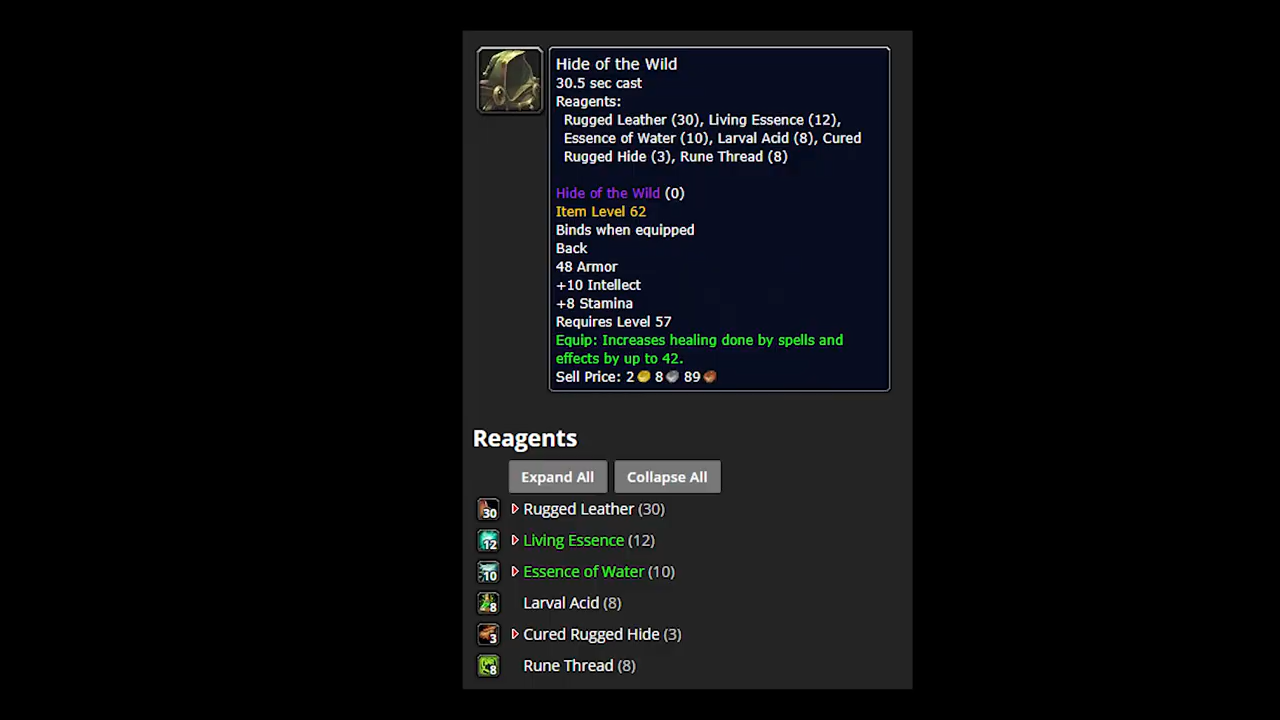 Hide of the Wild
30.5 sec cast
Reagents:
Rugged Leather (30), Living Essence (12),
Essence of Water (10), Larval Acid (8), Cured
Rugged Hide (3), Rune Thread (8)
Hide of the Wild (0)
Item Level 62
Binds when equipped
Back
48 Armor
+10 Intellect
+8 Stamina
Requires Level 57
Equip: Increases healing done by spells and
effects by up to 42.
Sell Price: 2 8 89
Reagents
Expand All Collapse All
30 Rugged Leather (30)
12 Living Essence (12)
10 Essence of Water (10)
8 Larval Acid (8)
3 Cured Rugged Hide (3)
8 Rune Thread (8)